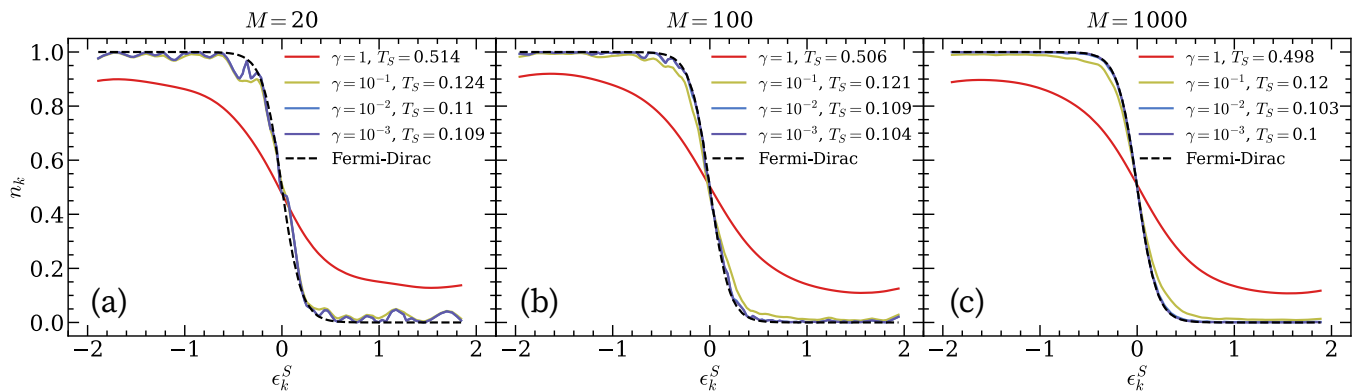 M = 20
1.0
0.8
0.6
0.4
0.2
0.0
n_k
γ = 1, T_S = 0.514
γ = 10⁻¹, T_S = 0.124
γ = 10⁻², T_S = 0.11
γ = 10⁻³, T_S = 0.109
Fermi-Dirac
(a)
−2 −1 0 1 2
ϵ_k^S
M = 100
γ = 1, T_S = 0.506
γ = 10⁻¹, T_S = 0.121
γ = 10⁻², T_S = 0.109
γ = 10⁻³, T_S = 0.104
Fermi-Dirac
(b)
−2 −1 0 1 2
ϵ_k^S
M = 1000
γ = 1, T_S = 0.498
γ = 10⁻¹, T_S = 0.12
γ = 10⁻², T_S = 0.103
γ = 10⁻³, T_S = 0.1
Fermi-Dirac
(c)
−2 −1 0 1 2
ϵ_k^S